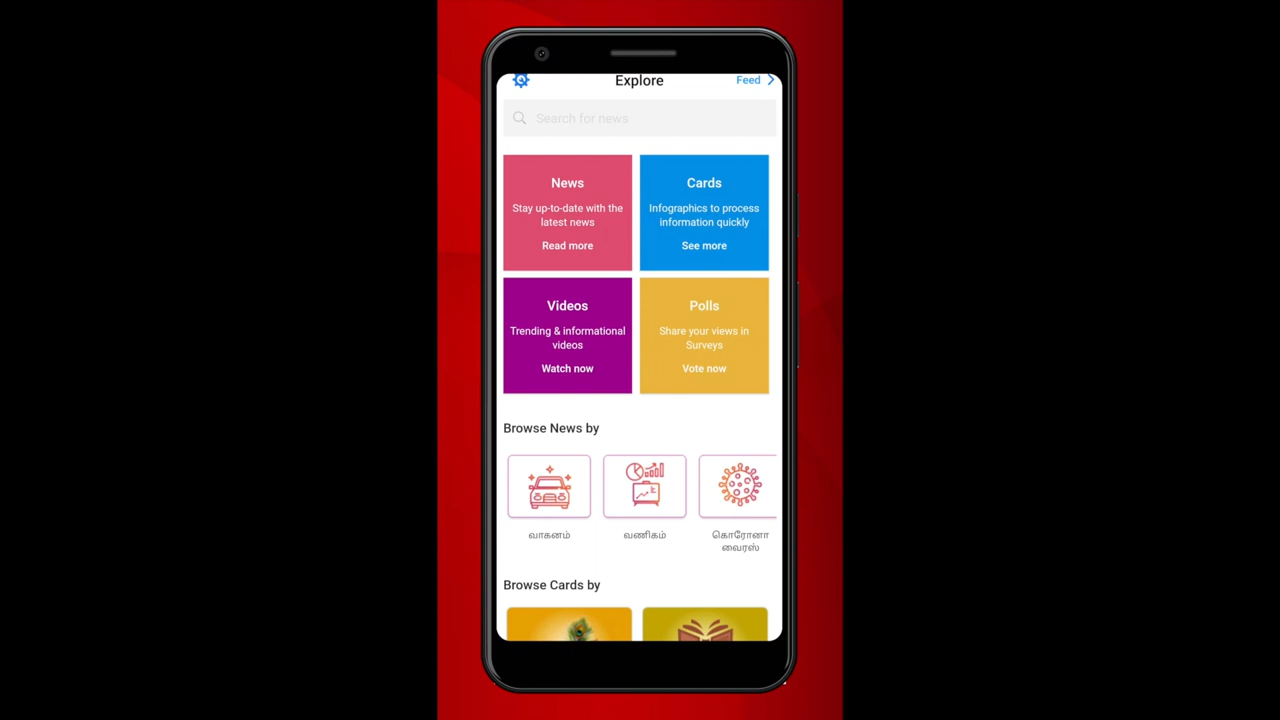 Explore
Feed
Search for news
News
Stay up-to-date with the
latest news
Read more
Cards
Infographics to process
information quickly
See more
Videos
Trending & informational
videos
Watch now
Polls
Share your views in
Surveys
Vote now
Browse News by
வாகனம்
வணிகம்
கொரோனா
வைரஸ்
Browse Cards by